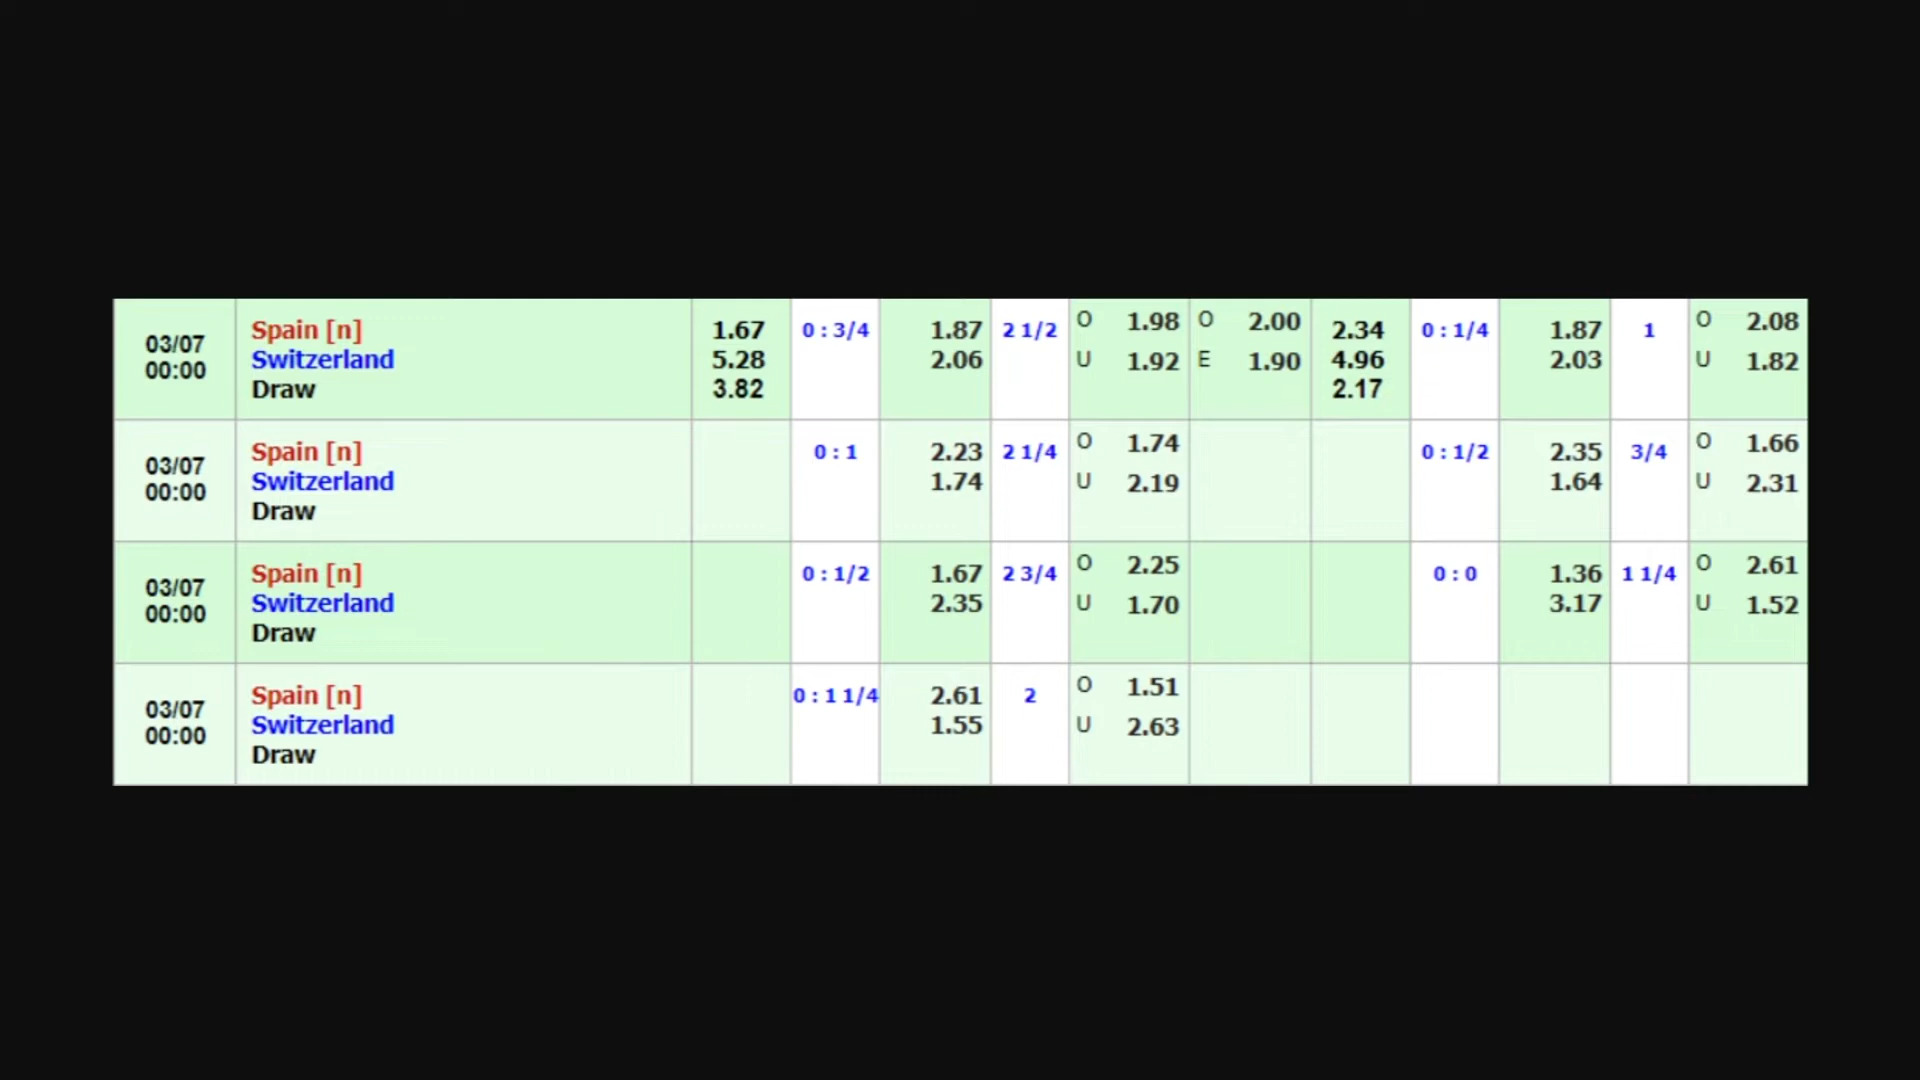 03/07 00:00 Spain [n] 1.67 0 : 3/4 1.87 2 1/2 O 1.98 O 2.00 2.34 0 : 1/4 1.87 1 O 2.08
Switzerland 5.28 2.06 U 1.92 E 1.90 4.96 2.03 U 1.82
Draw 3.82 2.17
03/07 00:00 Spain [n] 0 : 1 2.23 2 1/4 O 1.74 0 : 1/2 2.35 3/4 O 1.66
Switzerland 1.74 U 2.19 1.64 U 2.31
Draw
03/07 00:00 Spain [n] 0 : 1/2 1.67 2 3/4 O 2.25 0 : 0 1.36 1 1/4 O 2.61
Switzerland 2.35 U 1.70 3.17 U 1.52
Draw
03/07 00:00 Spain [n] 0 : 1 1/4 2.61 2 O 1.51
Switzerland 1.55 U 2.63
Draw